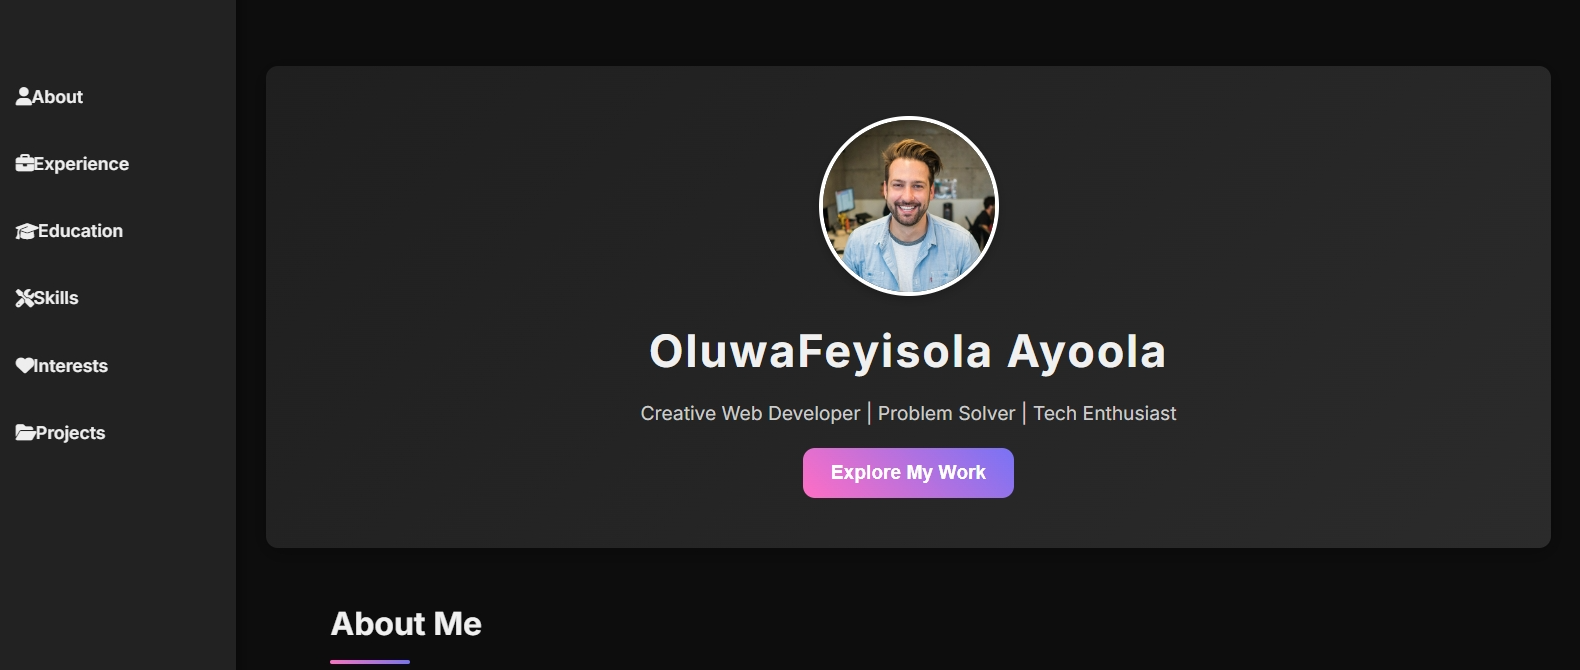 About
Experience
Education
Skills
Interests
Projects
OluwaFeyisola Ayoola
Creative Web Developer | Problem Solver | Tech Enthusiast
Explore My Work
About Me